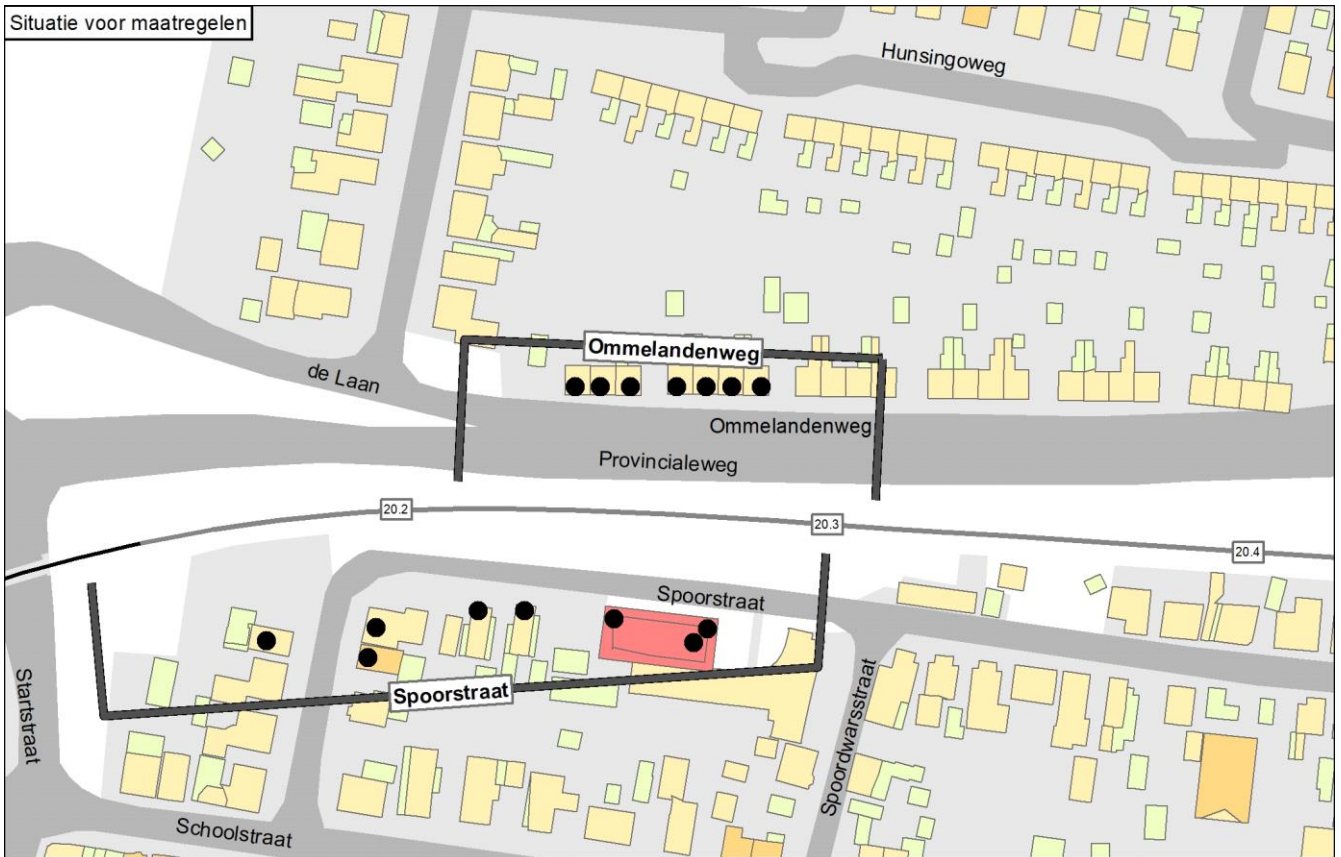 Situatie voor maatregelen
Hunsingoweg
Ommelandenweg
de Laan
Ommelandenweg
Provincialeweg
20.2
20.3
20.4
Spoorstraat
Spoorstraat
Startstraat
Spoordwarsstraat
Schoolstraat